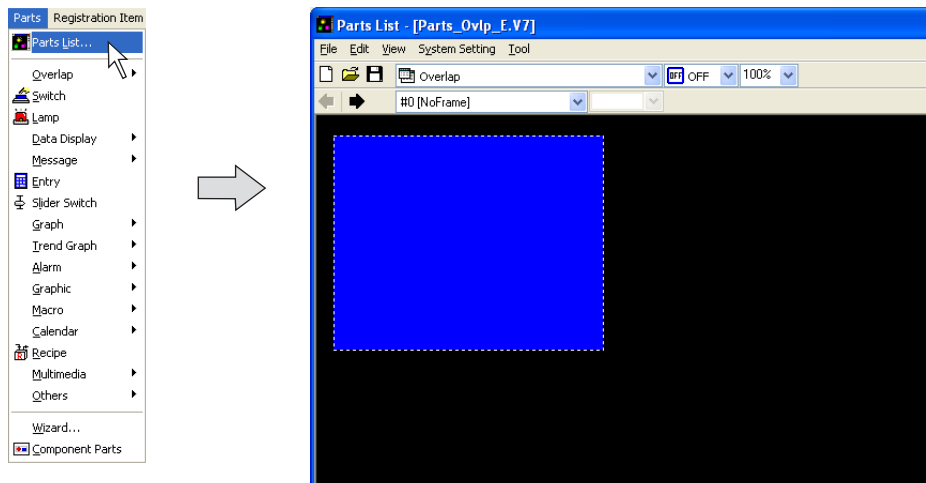 Parts Registration Item
Parts List...
Overlap
Switch
Lamp
Data Display
Message
Entry
Slider Switch
Graph
Trend Graph
Alarm
Graphic
Macro
Calendar
Recipe
Multimedia
Others
Wizard...
Component Parts
Parts List - [Parts_Ovlp_E.V7]
File Edit View System Setting Tool
Overlap OFF OFF 100%
#0 [NoFrame]